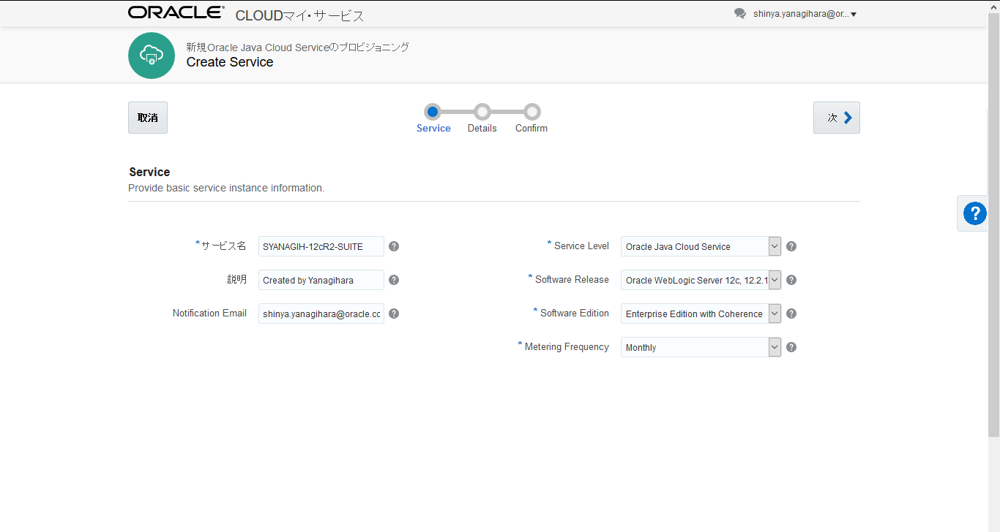 ORACLE® CLOUDマイ・サービス
shinya.yanagihara@or...
新規Oracle Java Cloud Serviceのプロビジョニング
Create Service
取消
次
Service Details Confirm
Service
Provide basic service instance information.
*サービス名 SYANAGIH-12cR2-SUITE ?
* Service Level Oracle Java Cloud Service ?
説明 Created by Yanagihara ?
* Software Release Oracle WebLogic Server 12c, 12.2.1 ?
Notification Email shinya.yanagihara@oracle.co ?
* Software Edition Enterprise Edition with Coherence ?
* Metering Frequency Monthly ?
?